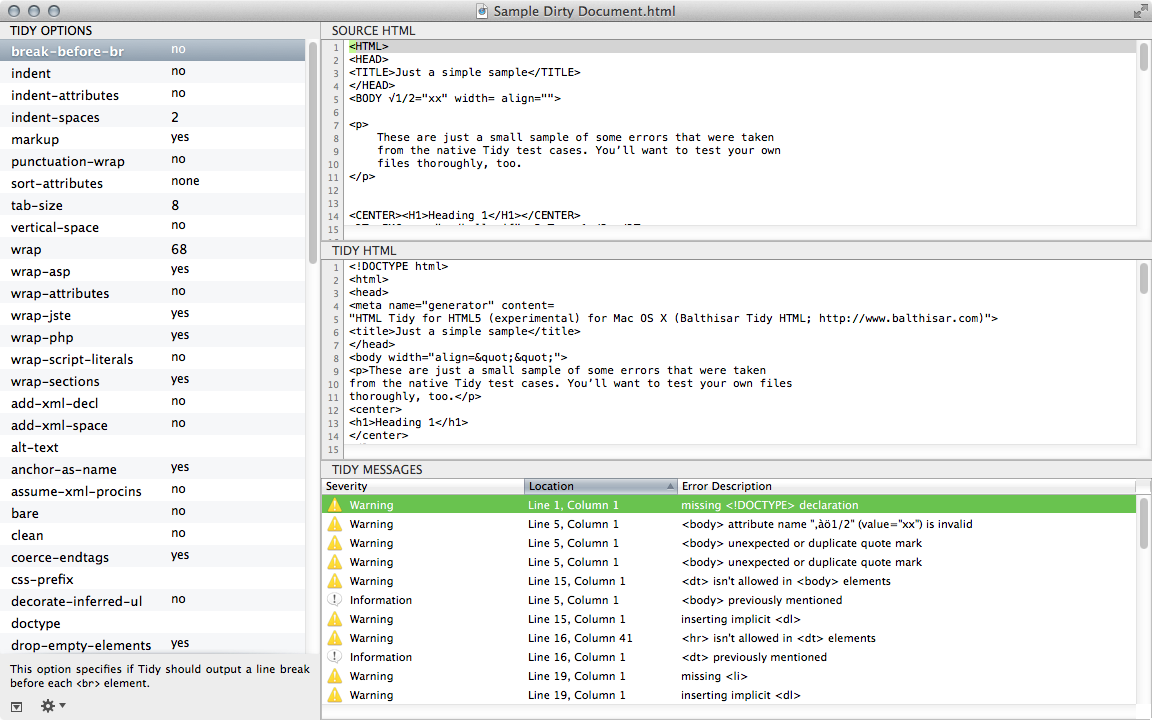 Sample Dirty Document.html
TIDY OPTIONS
break-before-br no
indent no
indent-attributes no
indent-spaces 2
markup yes
punctuation-wrap no
sort-attributes none
tab-size 8
vertical-space no
wrap 68
wrap-asp yes
wrap-attributes no
wrap-jste yes
wrap-php yes
wrap-script-literals no
wrap-sections yes
add-xml-decl no
add-xml-space no
alt-text
anchor-as-name yes
assume-xml-procins no
bare no
clean no
coerce-endtags yes
css-prefix
decorate-inferred-ul no
doctype
drop-empty-elements yes
This option specifies if Tidy should output a line break
before each <br> element.
SOURCE HTML
1 <HTML>
2 <HEAD>
3 <TITLE>Just a simple sample</TITLE>
4 </HEAD>
5 <BODY √1/2="xx" width= align="">
6
7 <p>
8 These are just a small sample of some errors that were taken
9 from the native Tidy test cases. You’ll want to test your own
10 files thoroughly, too.
11 </p>
12
13
14 <CENTER><H1>Heading 1</H1></CENTER>
15
TIDY HTML
1 <!DOCTYPE html>
2 <html>
3 <head>
4 <meta name="generator" content=
5 "HTML Tidy for HTML5 (experimental) for Mac OS X (Balthisar Tidy HTML; http://www.balthisar.com)">
6 <title>Just a simple sample</title>
7 </head>
8 <body width="align=&quot;&quot;">
9 <p>These are just a small sample of some errors that were taken
10 from the native Tidy test cases. You’ll want to test your own files
11 thoroughly, too.</p>
12 <center>
13 <h1>Heading 1</h1>
14 </center>
15
TIDY MESSAGES
Severity Location Error Description
Warning Line 1, Column 1 missing <!DOCTYPE> declaration
Warning Line 5, Column 1 <body> attribute name "‚àö1/2" (value="xx") is invalid
Warning Line 5, Column 1 <body> unexpected or duplicate quote mark
Warning Line 5, Column 1 <body> unexpected or duplicate quote mark
Warning Line 15, Column 1 <dt> isn't allowed in <body> elements
Information Line 5, Column 1 <body> previously mentioned
Warning Line 15, Column 1 inserting implicit <dl>
Warning Line 16, Column 41 <hr> isn't allowed in <dt> elements
Information Line 16, Column 1 <dt> previously mentioned
Warning Line 19, Column 1 missing <li>
Warning Line 19, Column 1 inserting implicit <dl>